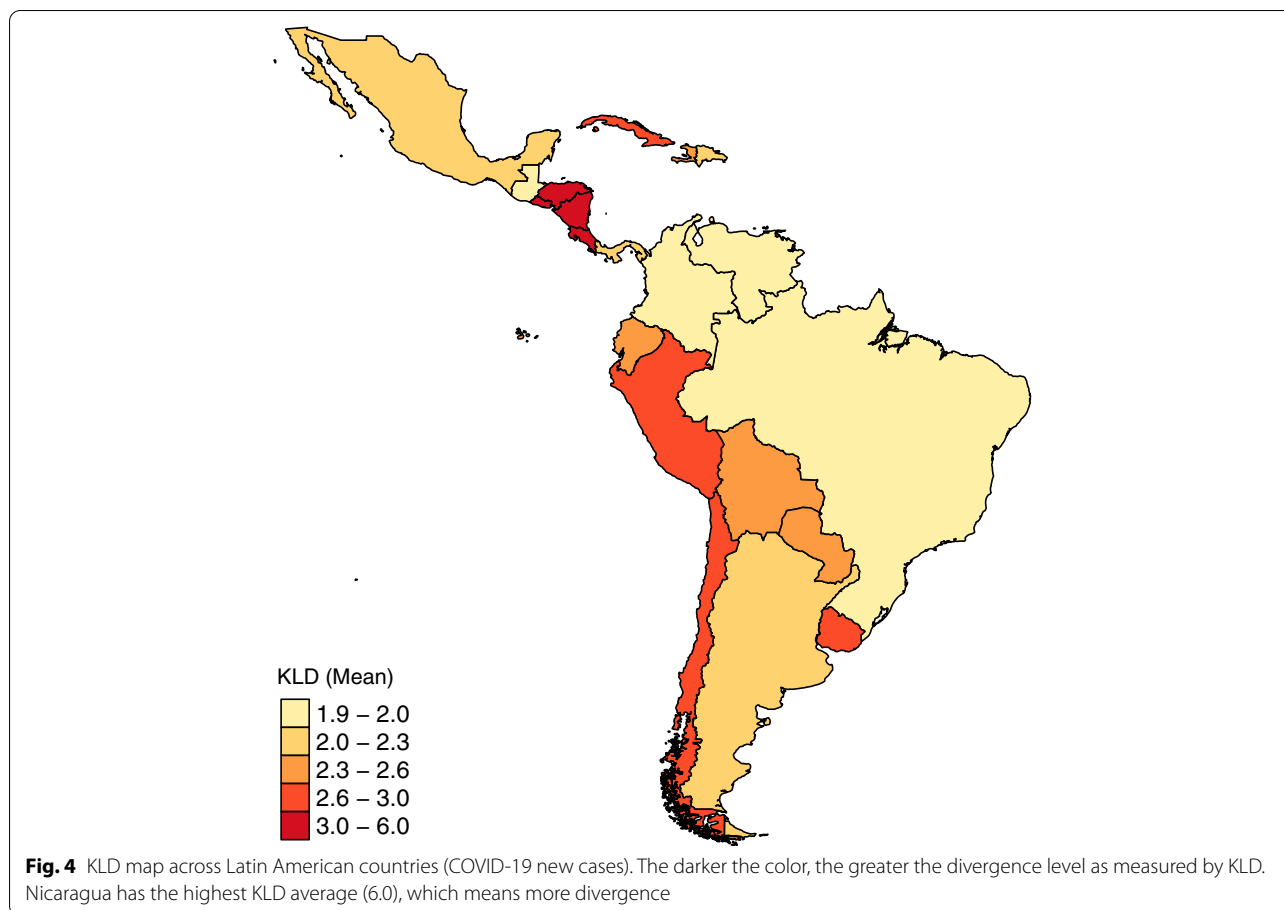 KLD (Mean)
1.9 – 2.0
2.0 – 2.3
2.3 – 2.6
2.6 – 3.0
3.0 – 6.0
Fig. 4 KLD map across Latin American countries (COVID-19 new cases). The darker the color, the greater the divergence level as measured by KLD.
Nicaragua has the highest KLD average (6.0), which means more divergence